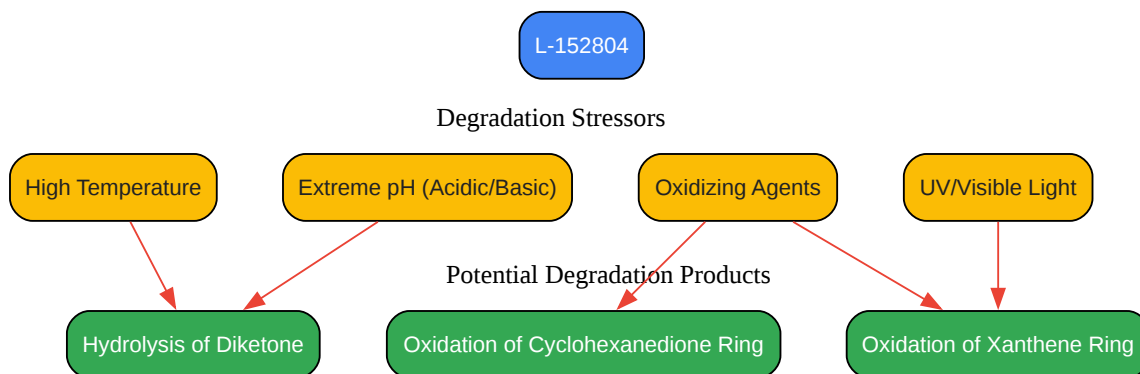 L-152804
Degradation Stressors
High Temperature
Extreme pH (Acidic/Basic)
Oxidizing Agents
UV/Visible Light
Potential Degradation Products
Hydrolysis of Diketone
Oxidation of Cyclohexanedione Ring
Oxidation of Xanthene Ring